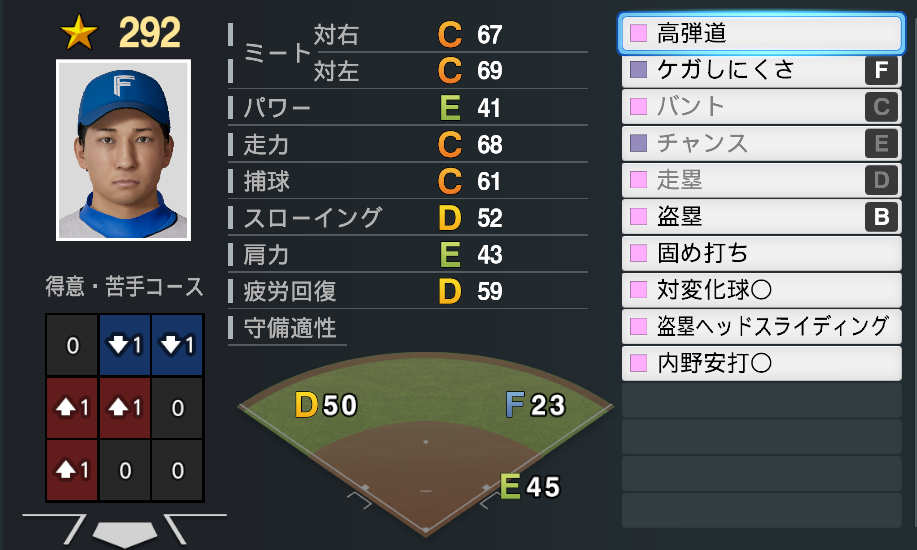 292
F
対右 C 67
ミート
対左 C 69
パワー E 41
走力 C 68
捕球 C 61
スローイング D 52
肩力 E 43
疲労回復 D 59
守備適性
D 50
F 23
E 45
得意・苦手コース
0 1 1
1 1 0
1 0 0
高弾道
ケガしにくさ F
バント C
チャンス E
走塁 D
盗塁 B
固め打ち
対変化球〇
盗塁ヘッドスライディング
内野安打〇